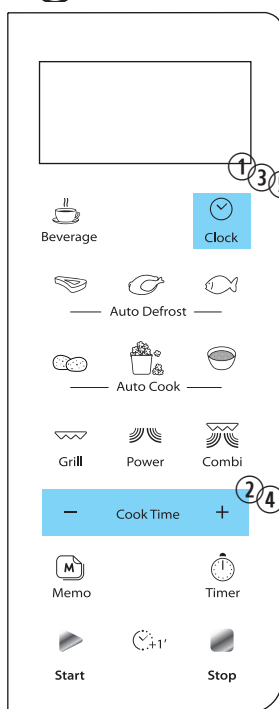 ① ③
Beverage Clock
Auto Defrost
Auto Cook
Grill Power Combi
② ④
− Cook Time +
M
Memo Timer
+1'
Start Stop